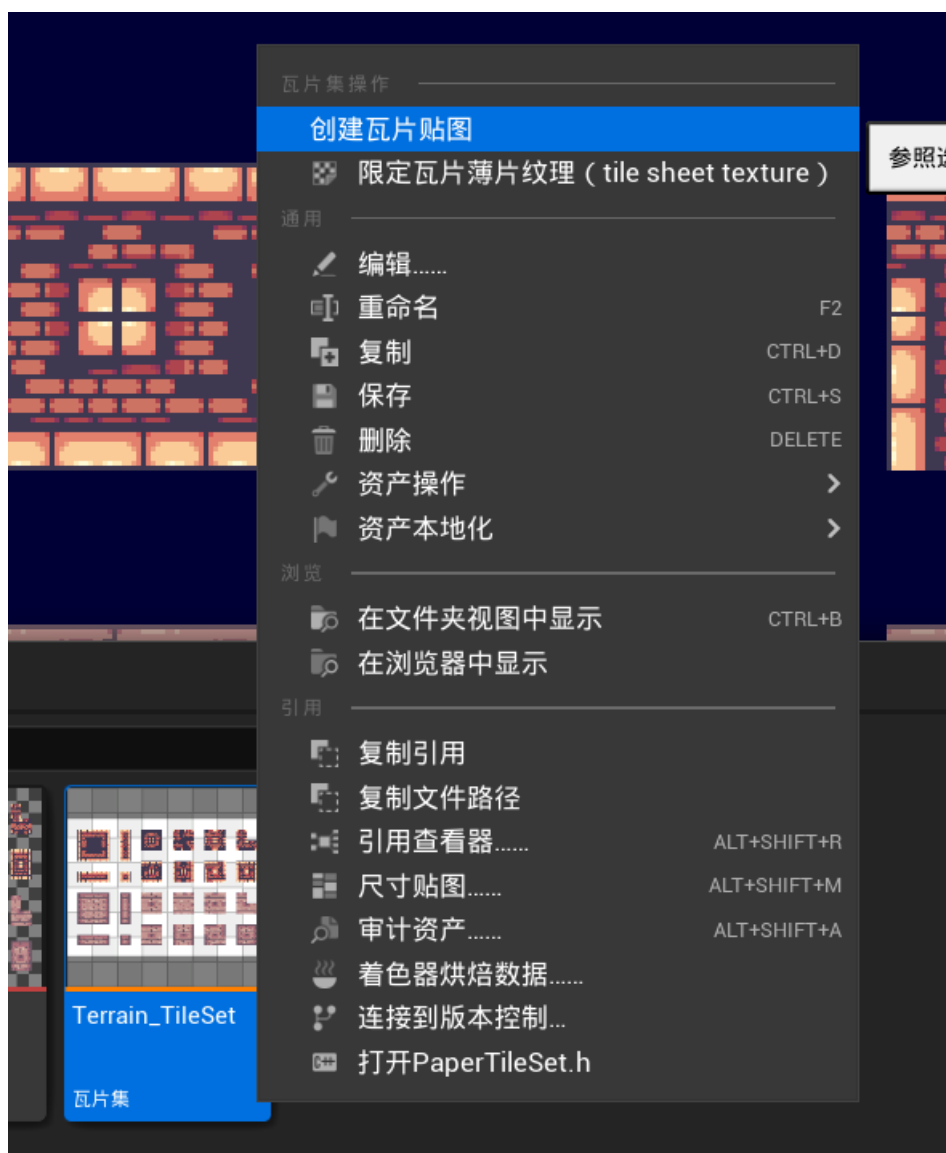 瓦片集操作
创建瓦片贴图
参照
限定瓦片薄片纹理（tile sheet texture）
通用
编辑……
重命名 F2
复制 CTRL+D
保存 CTRL+S
删除 DELETE
资产操作
资产本地化
浏览
在文件夹视图中显示 CTRL+B
在浏览器中显示
引用
复制引用
复制文件路径
引用查看器…… ALT+SHIFT+R
尺寸贴图…… ALT+SHIFT+M
审计资产…… ALT+SHIFT+A
着色器烘焙数据……
连接到版本控制...
打开PaperTileSet.h
Terrain_TileSet
瓦片集